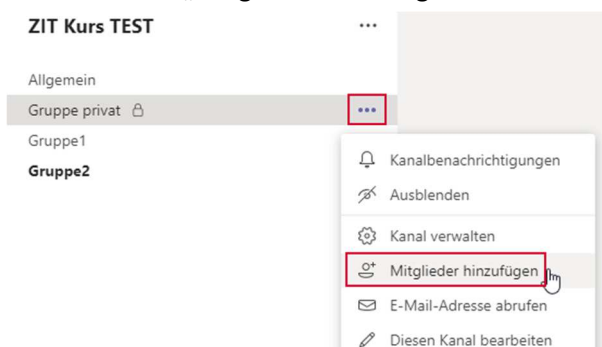 ZIT Kurs TEST ...
Allgemein
Gruppe privat ...
Gruppe1
Gruppe2
Kanalbenachrichtigungen
Ausblenden
Kanal verwalten
Mitglieder hinzufügen
E-Mail-Adresse abrufen
Diesen Kanal bearbeiten